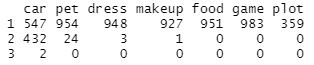 car pet dress makeup food game plot
1 547 954 948 927 951 983 359
2 432 24 3 1 0 0 0
3 2 0 0 0 0 0 0